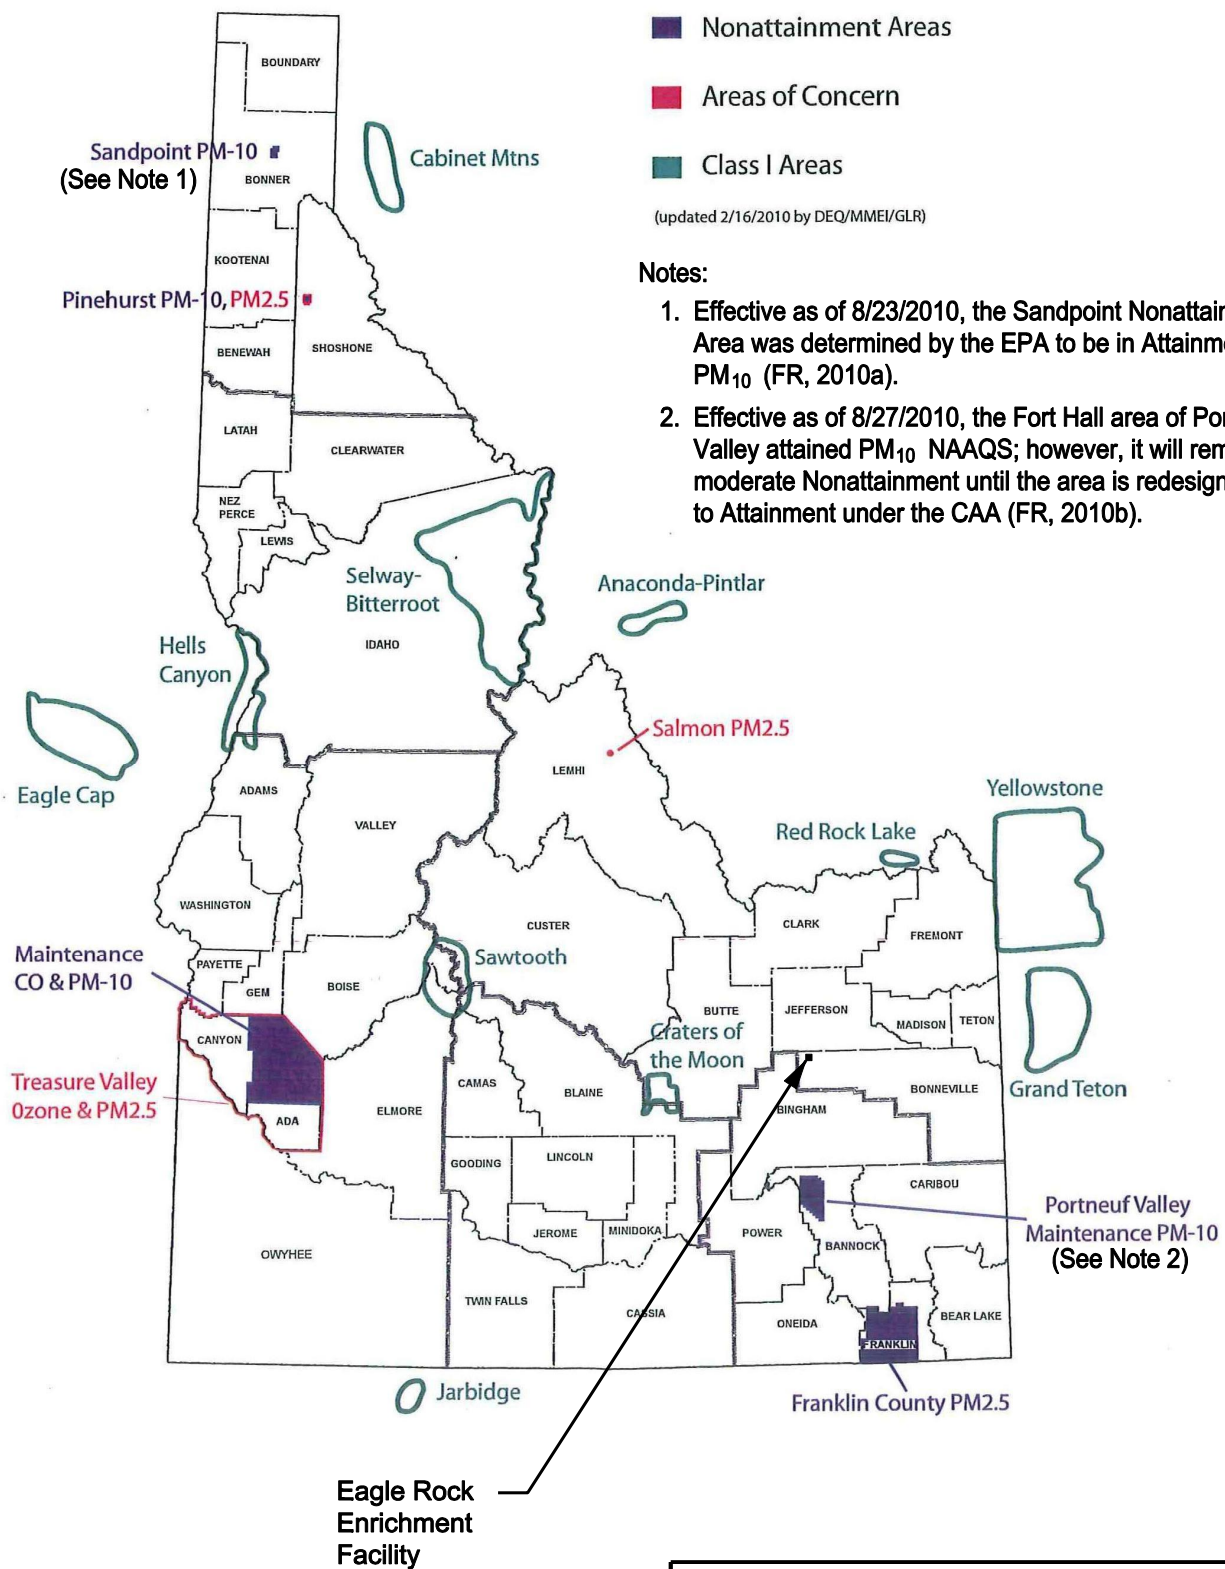 Nonattainment Areas
Areas of Concern
Class I Areas
(updated 2/16/2010 by DEQ/MMEI/GLR)
Notes:
1. Effective as of 8/23/2010, the Sandpoint Nonattain
Area was determined by the EPA to be in Attainme
PM10 (FR, 2010a).
2. Effective as of 8/27/2010, the Fort Hall area of Por
Valley attained PM10 NAAQS; however, it will rem
moderate Nonattainment until the area is redesign
to Attainment under the CAA (FR, 2010b).
BOUNDARY
Sandpoint PM-10
(See Note 1)
BONNER
Cabinet Mtns
KOOTENAI
Pinehurst PM-10, PM2.5
BENEWAH
SHOSHONE
LATAH
CLEARWATER
NEZ
PERCE
LEWIS
Selway-
Bitterroot
Anaconda-Pintlar
IDAHO
Hells
Canyon
Eagle Cap
Salmon PM2.5
LEMHI
ADAMS
VALLEY
Yellowstone
Red Rock Lake
WASHINGTON
CUSTER
CLARK
FREMONT
Maintenance
CO & PM-10
PAYETTE
GEM
BOISE
Sawtooth
BUTTE
JEFFERSON
MADISON
TETON
CANYON
Craters of
the Moon
Grand Teton
Treasure Valley
Ozone & PM2.5
ADA
ELMORE
CAMAS
BLAINE
BINGHAM
BONNEVILLE
GOODING
LINCOLN
CARIBOU
JEROME
MINIDOKA
POWER
BANNOCK
Portneuf Valley
Maintenance PM-10
(See Note 2)
OWYHEE
TWIN FALLS
CASSIA
ONEIDA
FRANKLIN
BEAR LAKE
Jarbidge
Franklin County PM2.5
Eagle Rock
Enrichment
Facility